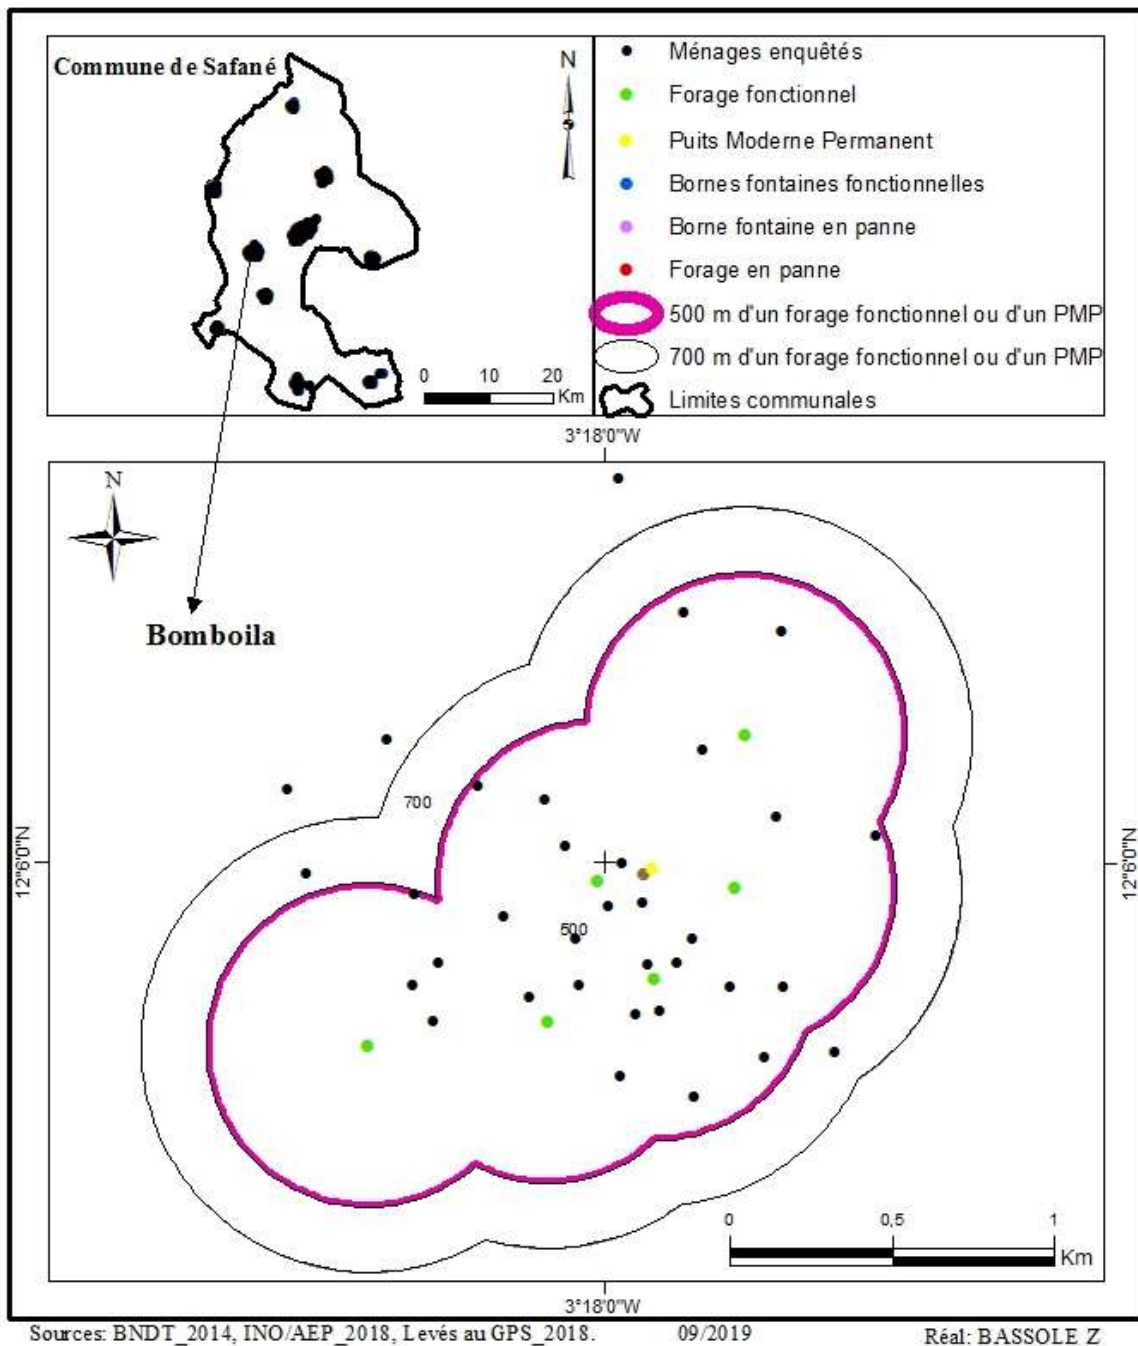 Commune de Safané
N
0 10 20
Km
Ménages enquêtés
Forage fonctionnel
Puits Moderne Permanent
Bornes fontaines fonctionnelles
Borne fontaine en panne
Forage en panne
500 m d'un forage fonctionnel ou d'un PMP
700 m d'un forage fonctionnel ou d'un PMP
Limites communales
3°18'0"W
N
Bomboila
700
500
12°6'0"N
12°6'0"N
0 0,5 1
Km
3°18'0"W
Sources: BNDT_2014, INO/AEP_2018, Levés au GPS_2018. 09/2019 Réal: BASSOLE Z